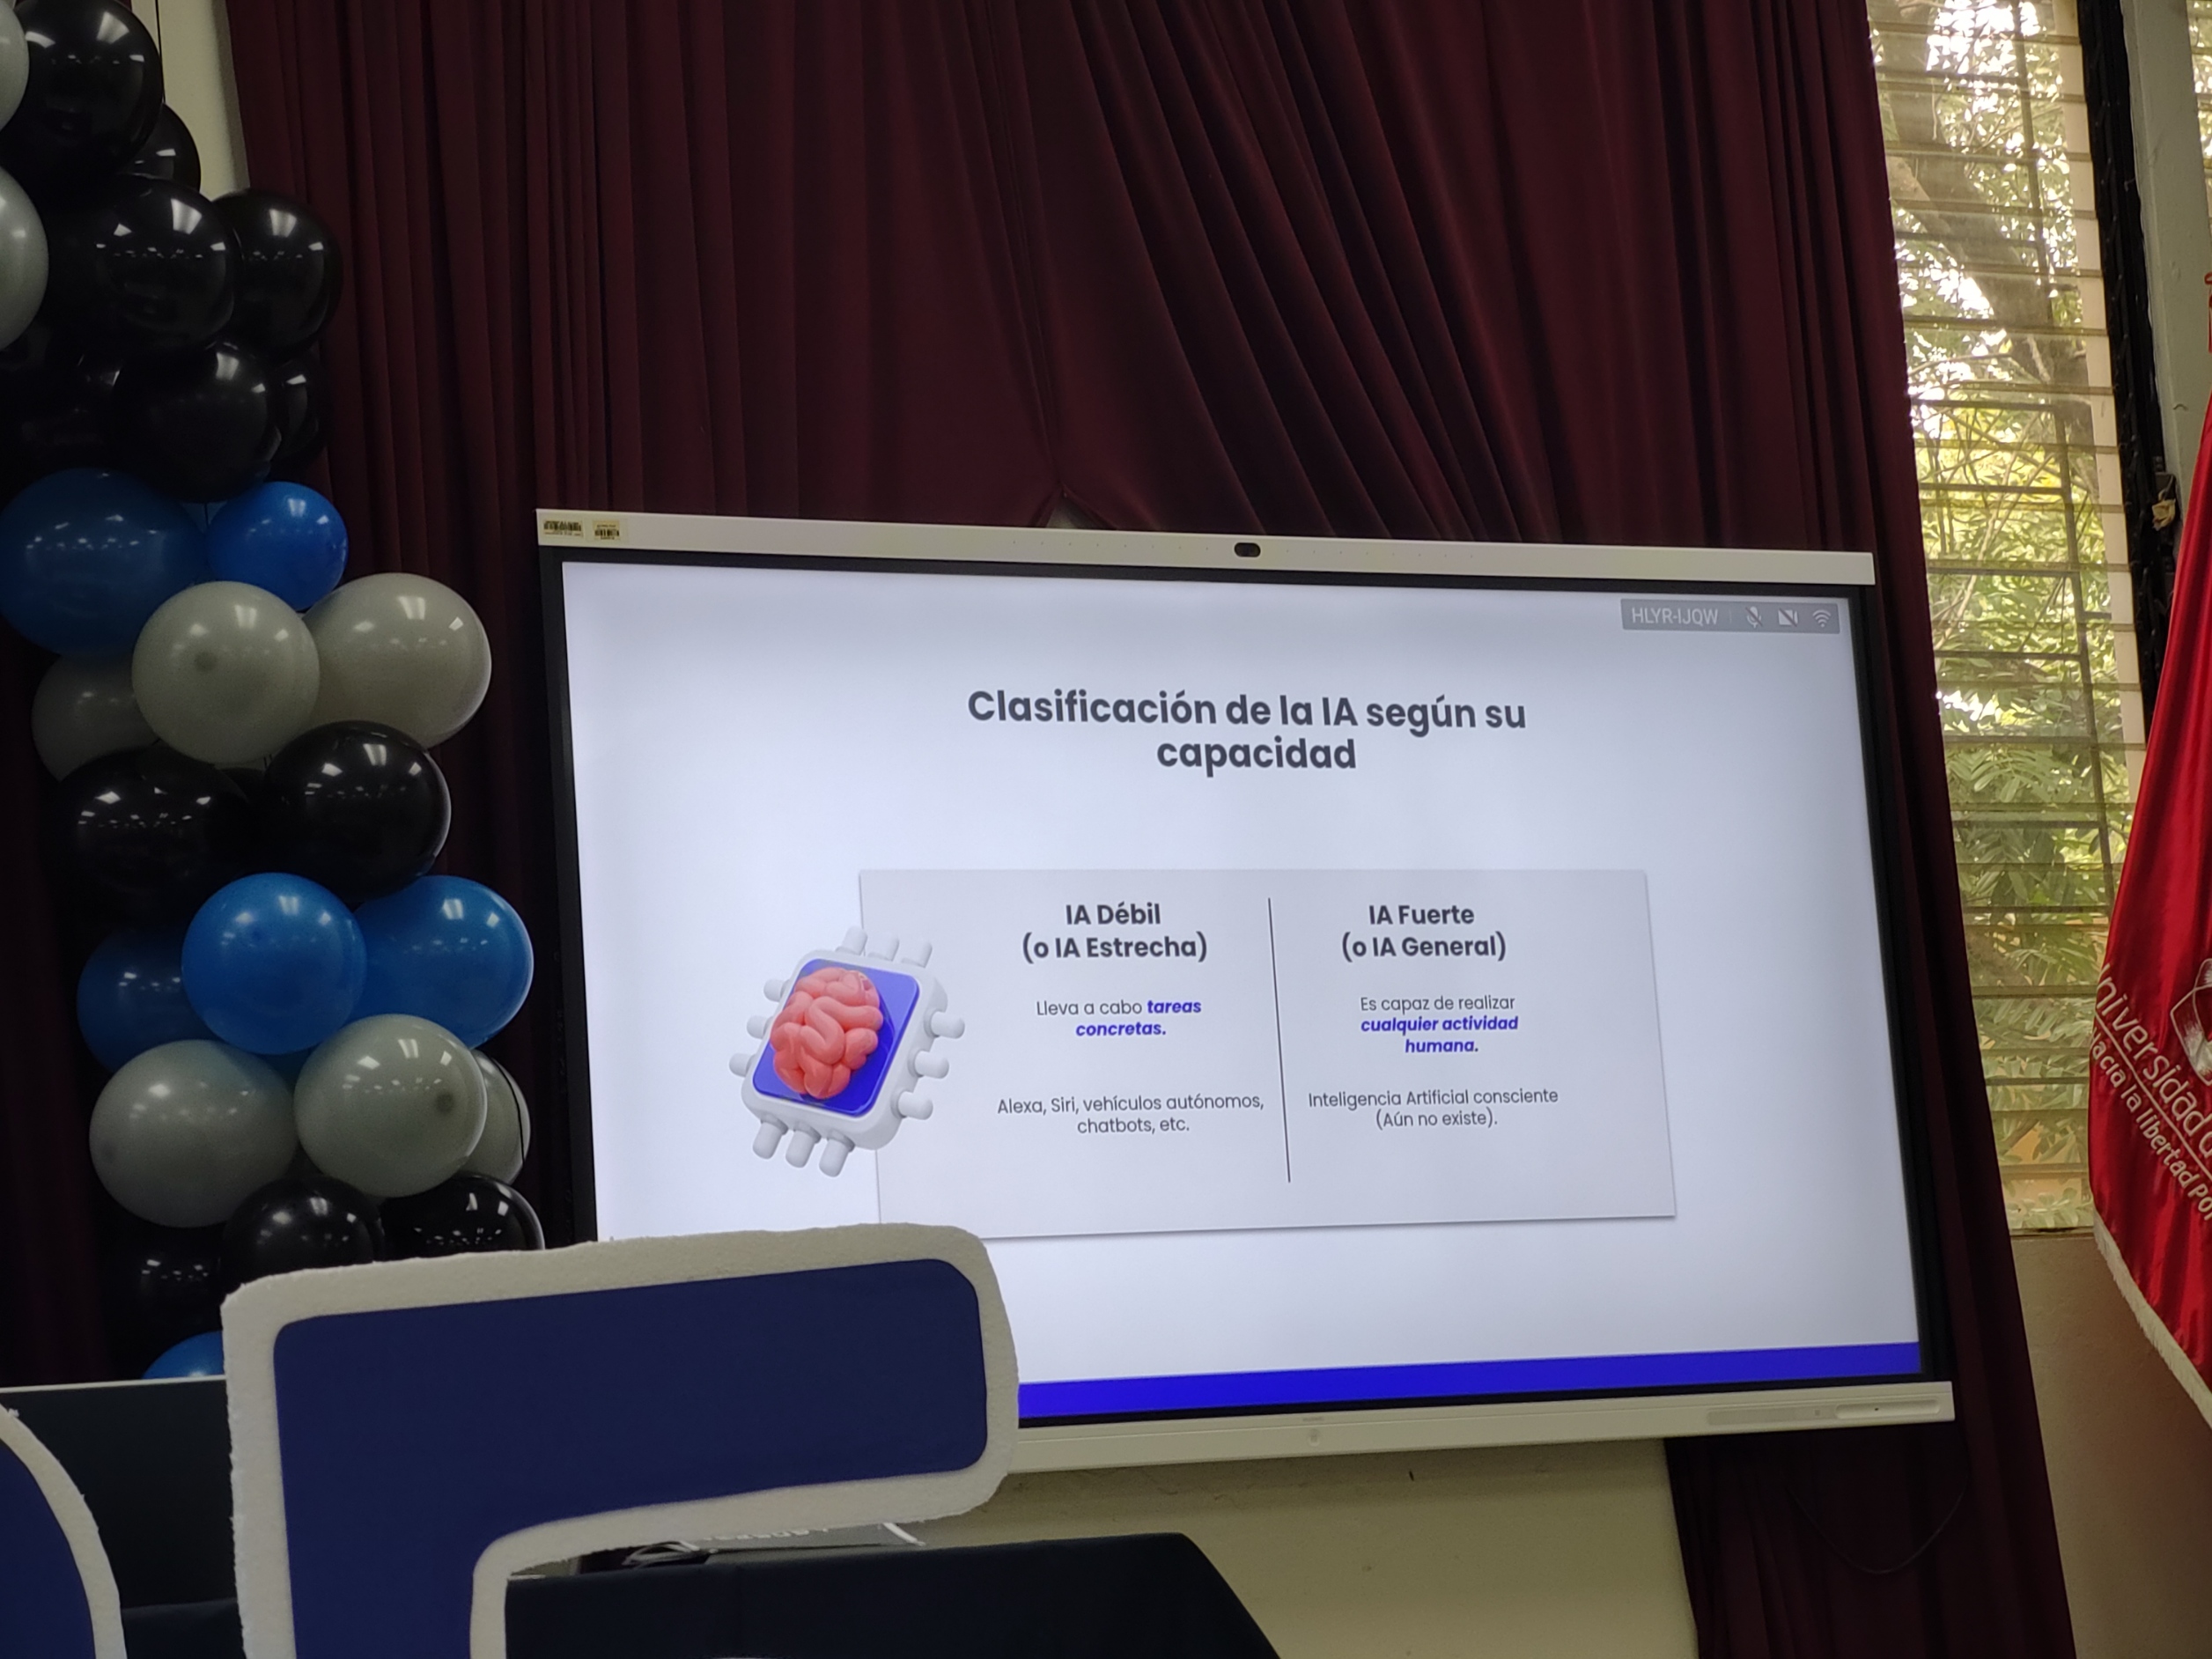 HLYR-IJQW
Clasificación de la IA según su
capacidad
IA Débil
(o IA Estrecha)
Lleva a cabo tareas
concretas.
Alexa, Siri, vehículos autónomos,
chatbots, etc.
IA Fuerte
(o IA General)
Es capaz de realizar
cualquier actividad
humana.
Inteligencia Artificial consciente
(Aún no existe).
Universidad
Hacia la libertad Por